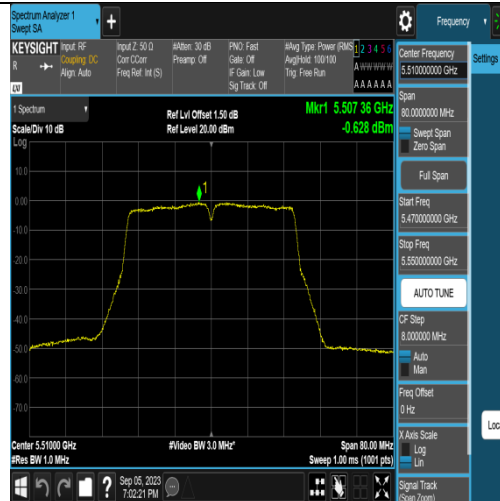 Spectrum Analyzer 1
Swept SA
Frequency
Settings
KEYSIGHT
R
Input: RF
Coupling: DC
Align: Auto
Input Z: 50 Ω
Corr CCorr
Freq Ref: Int (S)
#Atten: 30 dB
Preamp: Off
PNO: Fast
Gate: Off
IF Gain: Low
Sig Track: Off
#Avg Type: Power (RMS
Avg|Hold: 100/100
Trig: Free Run
1 2 3 4 5 6
A W W W W W
A A A A A A
LXI
1 Spectrum
Scale/Div 10 dB
Log
Ref Lvl Offset 1.50 dB
Ref Level 20.00 dBm
Mkr1 5.507 36 GHz
-0.628 dBm
1
10.0
0.00
-10.0
-20.0
-30.0
-40.0
-50.0
-60.0
-70.0
Center 5.51000 GHz
#Res BW 1.0 MHz
#Video BW 3.0 MHz*
Span 80.00 MHz
Sweep 1.00 ms (1001 pts)
Center Frequency
5.510000000 GHz
Span
80.0000000 MHz
Swept Span
Zero Span
Full Span
Start Freq
5.470000000 GHz
Stop Freq
5.550000000 GHz
AUTO TUNE
CF Step
8.000000 MHz
Auto
Man
Freq Offset
0 Hz
X Axis Scale
Log
Lin
Loc
Signal Track
(Span Zoom)
?
Sep 05, 2023
7:02:21 PM